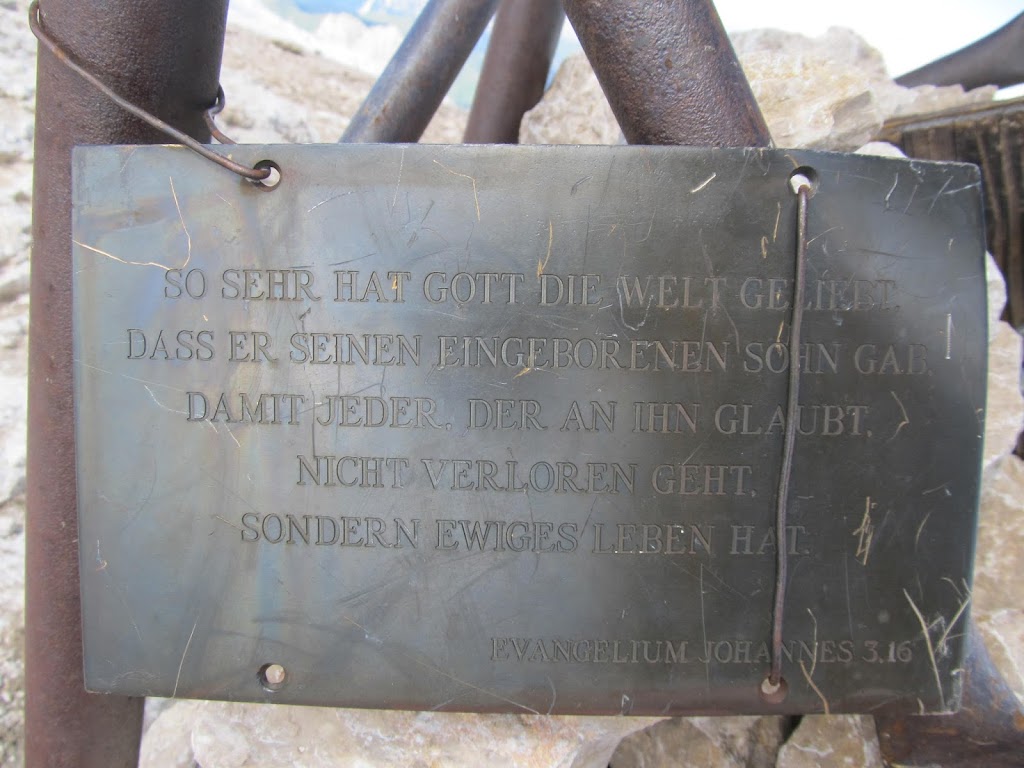 SO SEHR HAT GOTT DIE WELT GELIEBT,
DASS ER SEINEN EINGEBORENEN SOHN GAB,
DAMIT JEDER, DER AN IHN GLAUBT,
NICHT VERLOREN GEHT,
SONDERN EWIGES LEBEN HAT.
EVANGELIUM JOHANNES 3,16